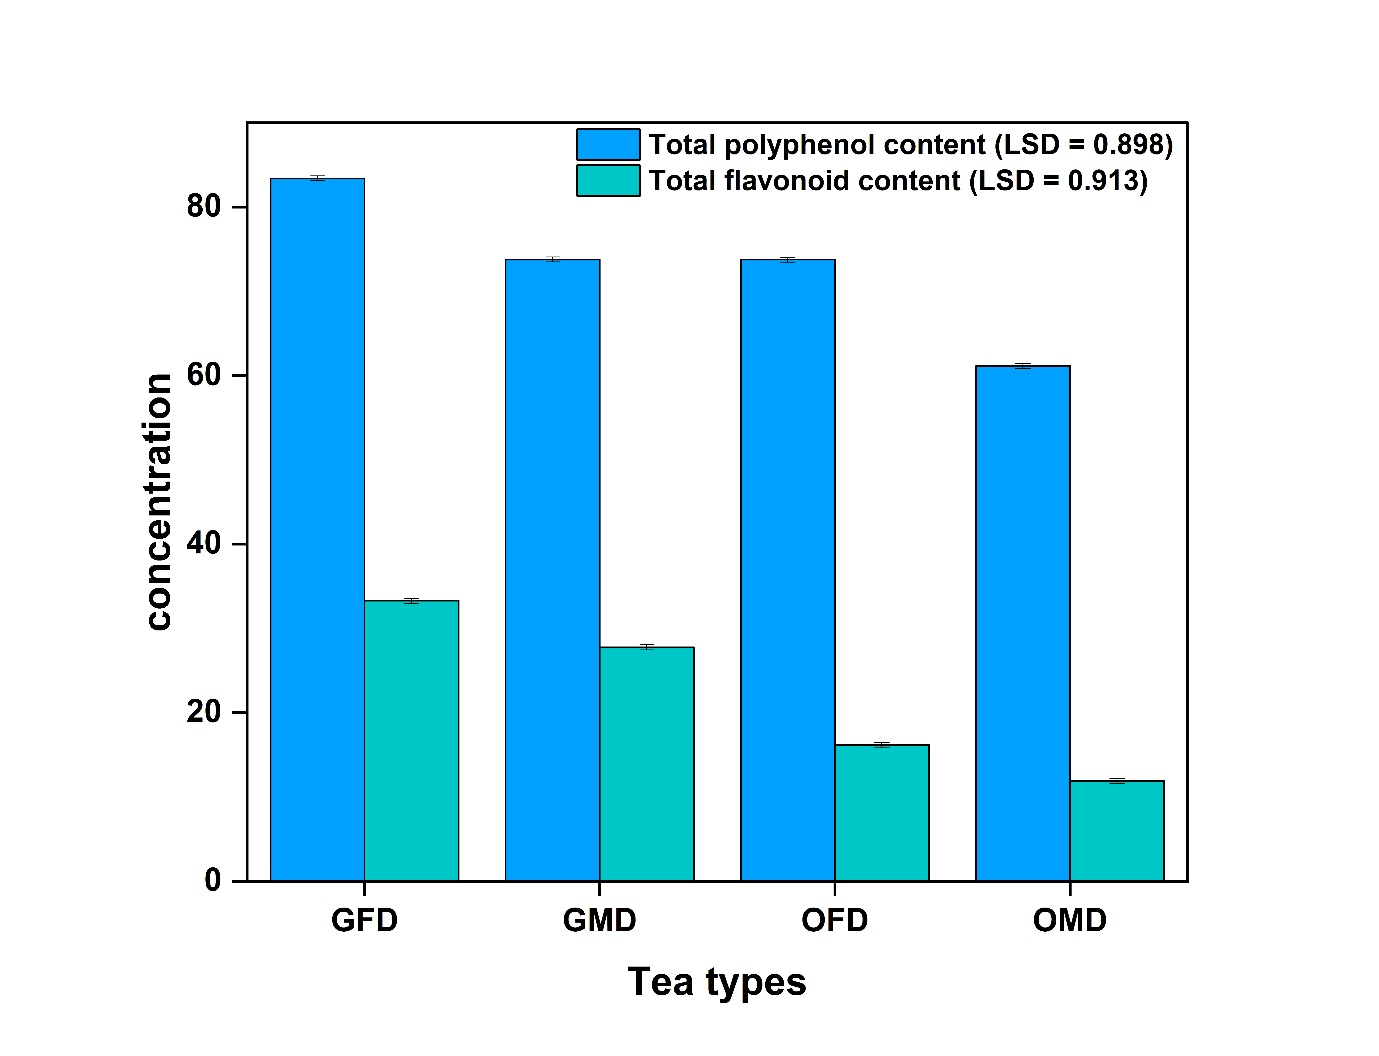 Total polyphenol content (LSD = 0.898)
Total flavonoid content (LSD = 0.913)
80
60
40
20
0
concentration
GFD
GMD
OFD
OMD
Tea types